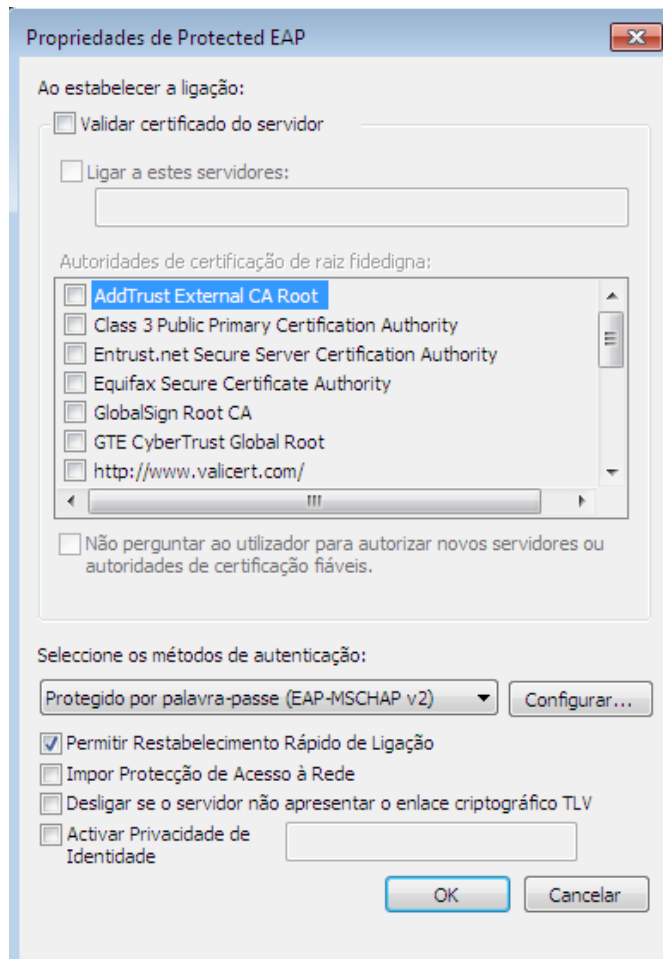 Propriedades de Protected EAP
Ao estabelecer a ligação:
Validar certificado do servidor
Ligar a estes servidores:
Autoridades de certificação de raiz fidedigna:
AddTrust External CA Root
Class 3 Public Primary Certification Authority
Entrust.net Secure Server Certification Authority
Equifax Secure Certificate Authority
GlobalSign Root CA
GTE CyberTrust Global Root
http://www.valicert.com/
Não perguntar ao utilizador para autorizar novos servidores ou
autoridades de certificação fiáveis.
Seleccione os métodos de autenticação:
Protegido por palavra-passe (EAP-MSCHAP v2)
Configurar...
Permitir Restabelecimento Rápido de Ligação
Impor Protecção de Acesso à Rede
Desligar se o servidor não apresentar o enlace criptográfico TLV
Activar Privacidade de
Identidade
OK
Cancelar